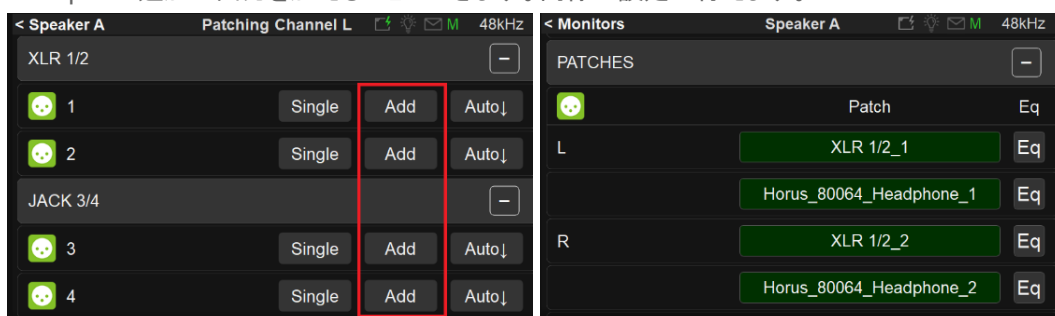 < Speaker A Patching Channel L M 48kHz
XLR 1/2 −
1 Single Add Auto↓
2 Single Add Auto↓
JACK 3/4 −
3 Single Add Auto↓
4 Single Add Auto↓
< Monitors Speaker A M 48kHz
PATCHES −
Patch Eq
L XLR 1/2_1 Eq
Horus_80064_Headphone_1 Eq
R XLR 1/2_2 Eq
Horus_80064_Headphone_2 Eq